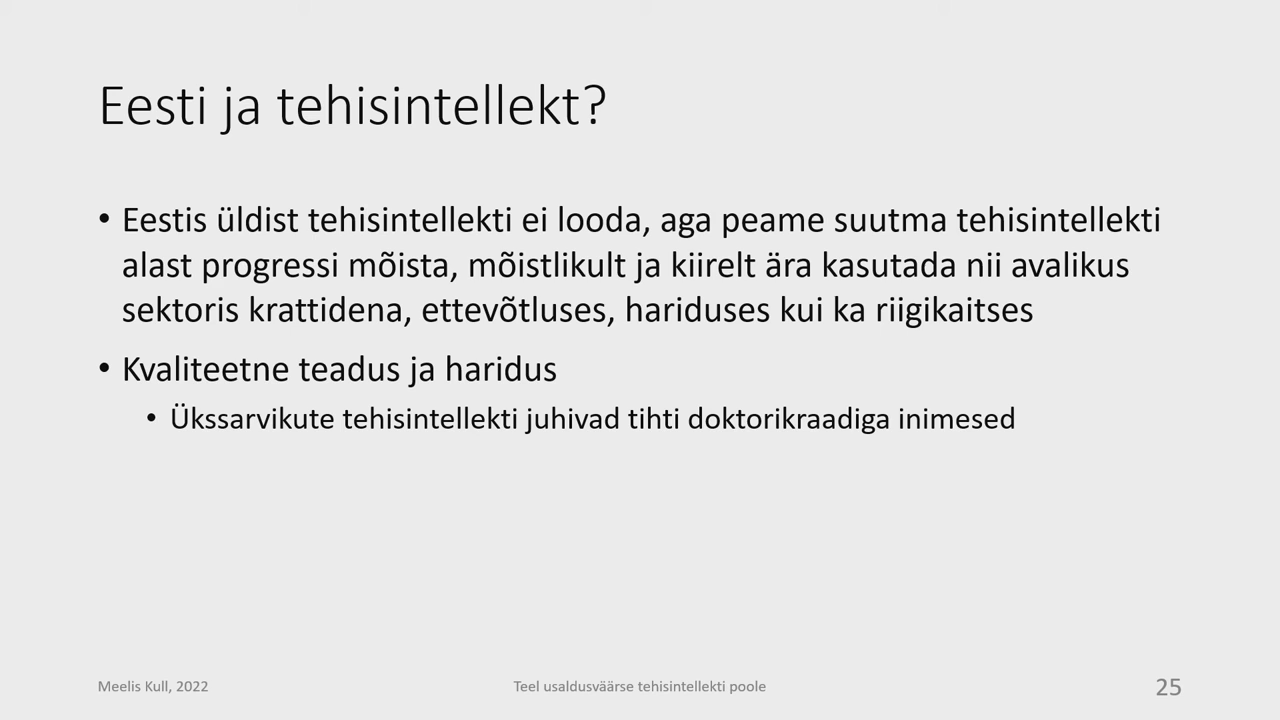 Eesti ja tehisintellekt?
• Eestis üldist tehisintellekti ei looda, aga peame suutma tehisintellekti
alast progressi mõista, mõistlikult ja kiirelt ära kasutada nii avalikus
sektoris krattidena, ettevõtluses, hariduses kui ka riigikaitses
• Kvaliteetne teadus ja haridus
• Ükssarvikute tehisintellekti juhivad tihti doktorikraadiga inimesed
Meelis Kull, 2022
Teel usaldusväärse tehisintellekti poole
25